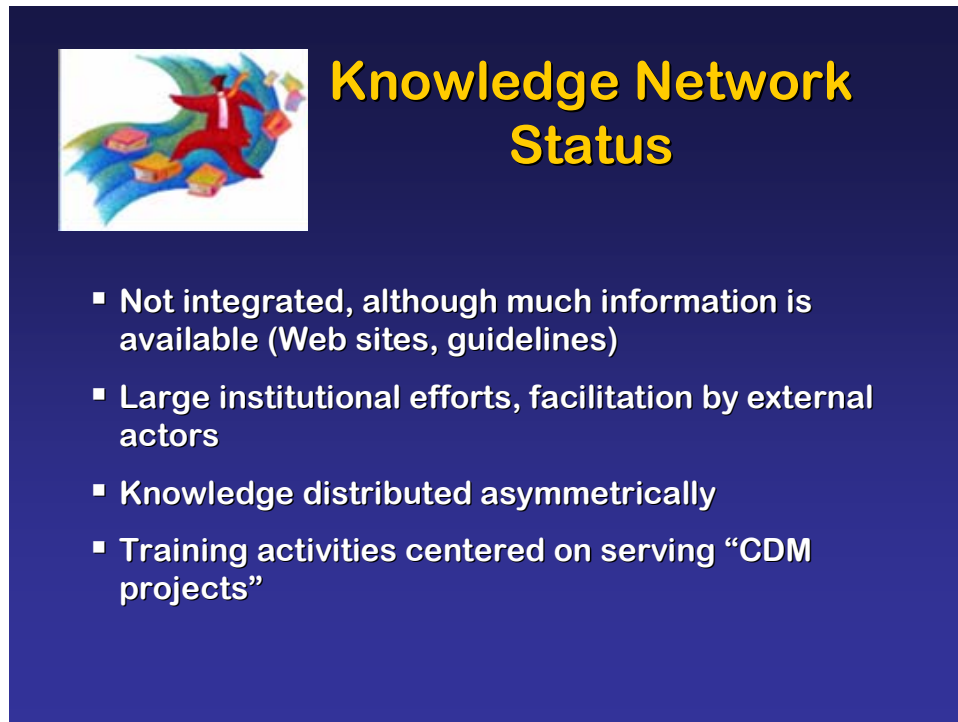 Knowledge Network
Status
▪ Not integrated, although much information is
available (Web sites, guidelines)
▪ Large institutional efforts, facilitation by external
actors
▪ Knowledge distributed asymmetrically
▪ Training activities centered on serving “CDM
projects”